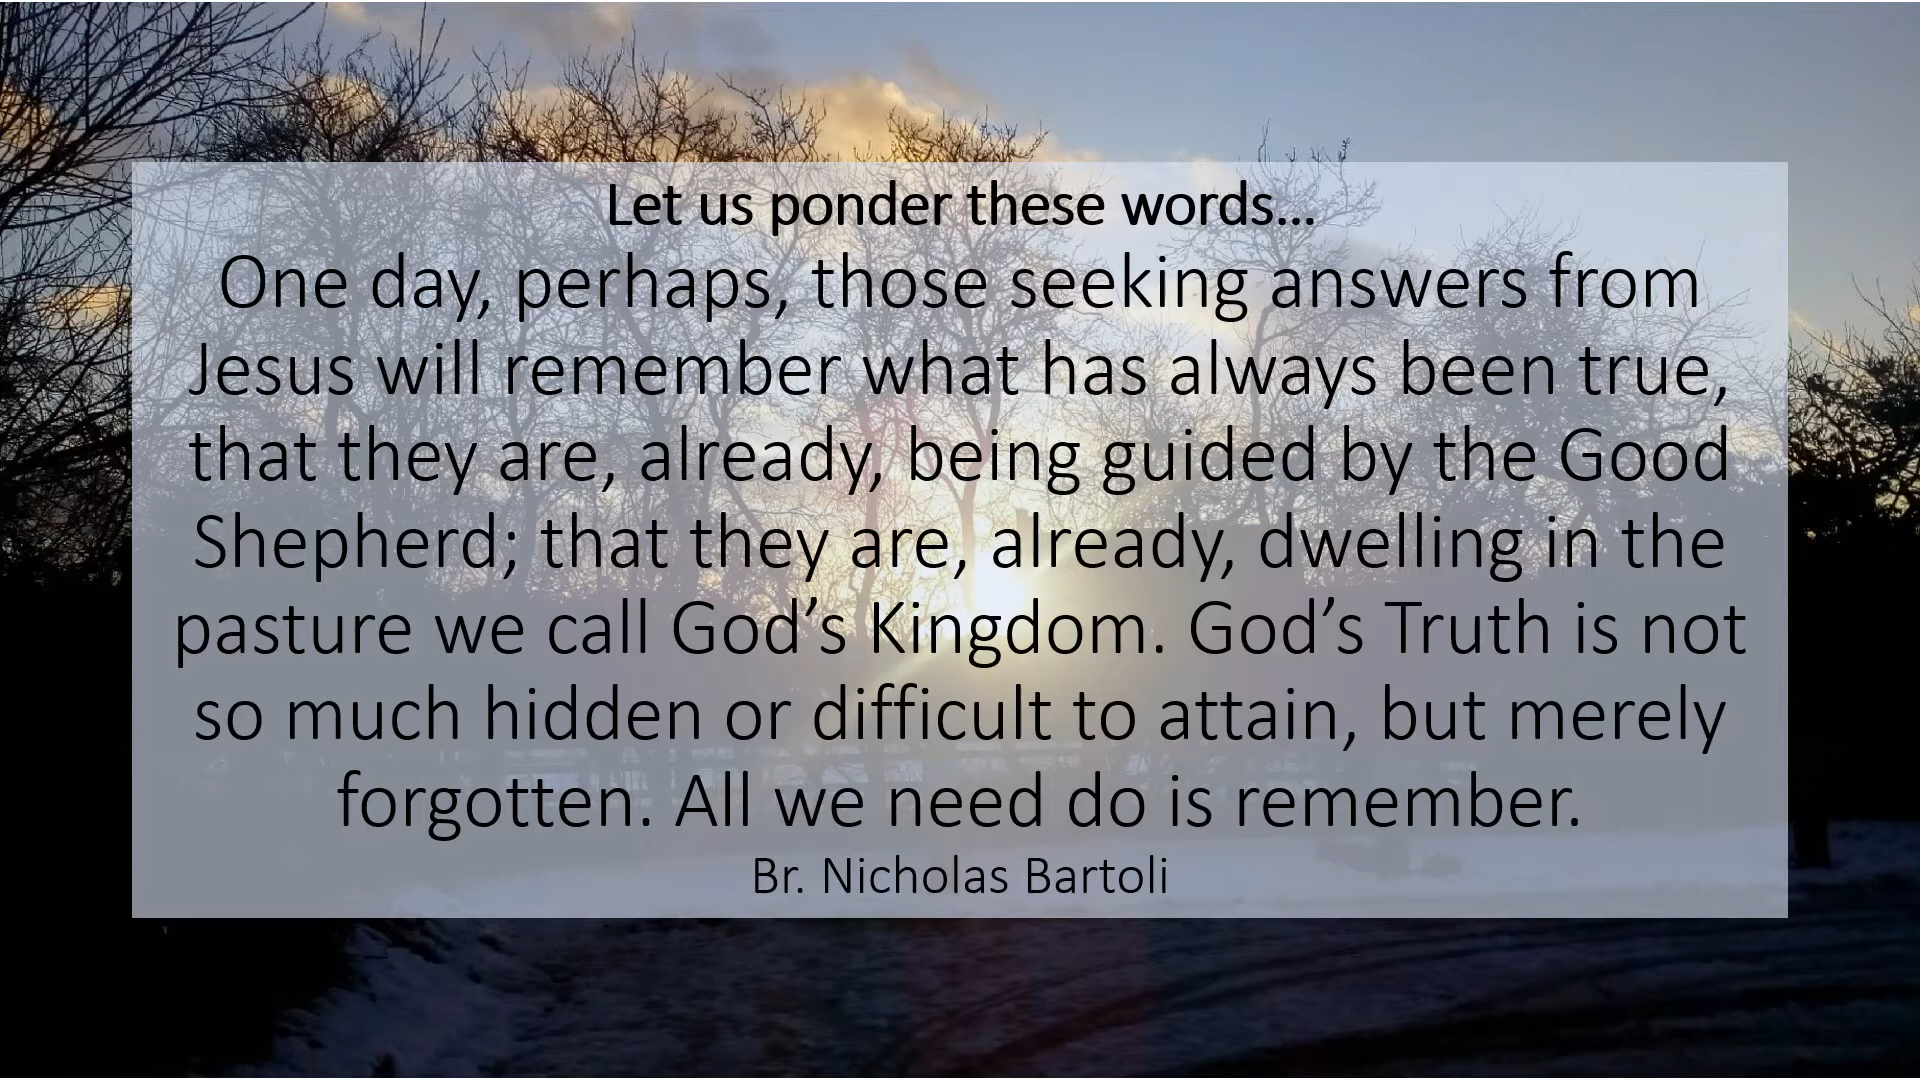 Let us ponder these words…
One day, perhaps, those seeking answers from
Jesus will remember what has always been true,
that they are, already, being guided by the Good
Shepherd; that they are, already, dwelling in the
pasture we call God’s Kingdom. God’s Truth is not
so much hidden or difficult to attain, but merely
forgotten. All we need do is remember.
Br. Nicholas Bartoli